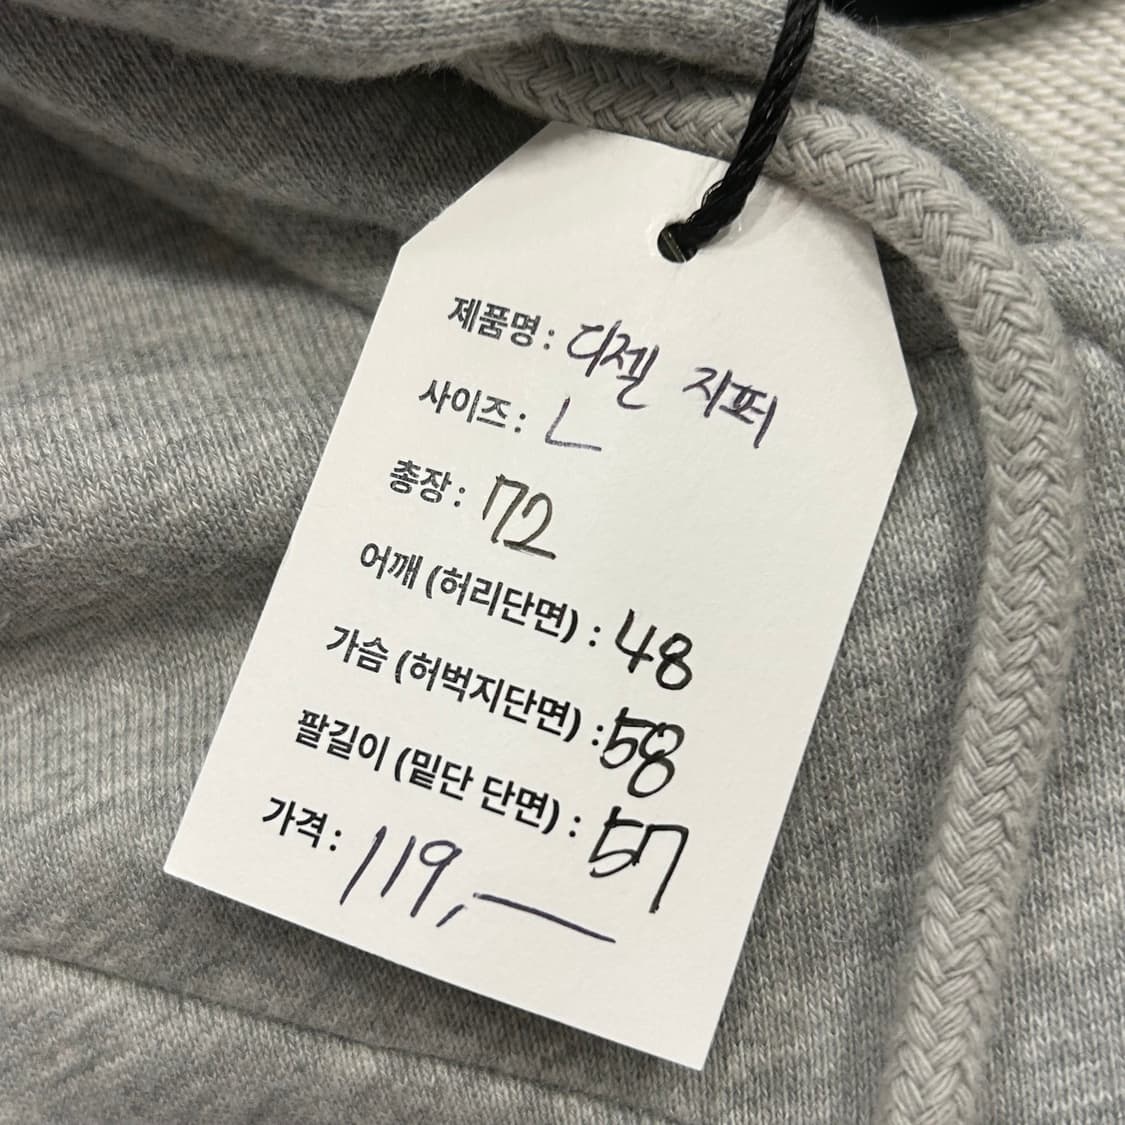 제품명 : 디젤 지퍼
사이즈 : L
총장 : 72
어깨 (허리단면) : 48
가슴 (허벅지단면) : 58
팔길이 (밑단 단면) : 57
가격 : 119,—